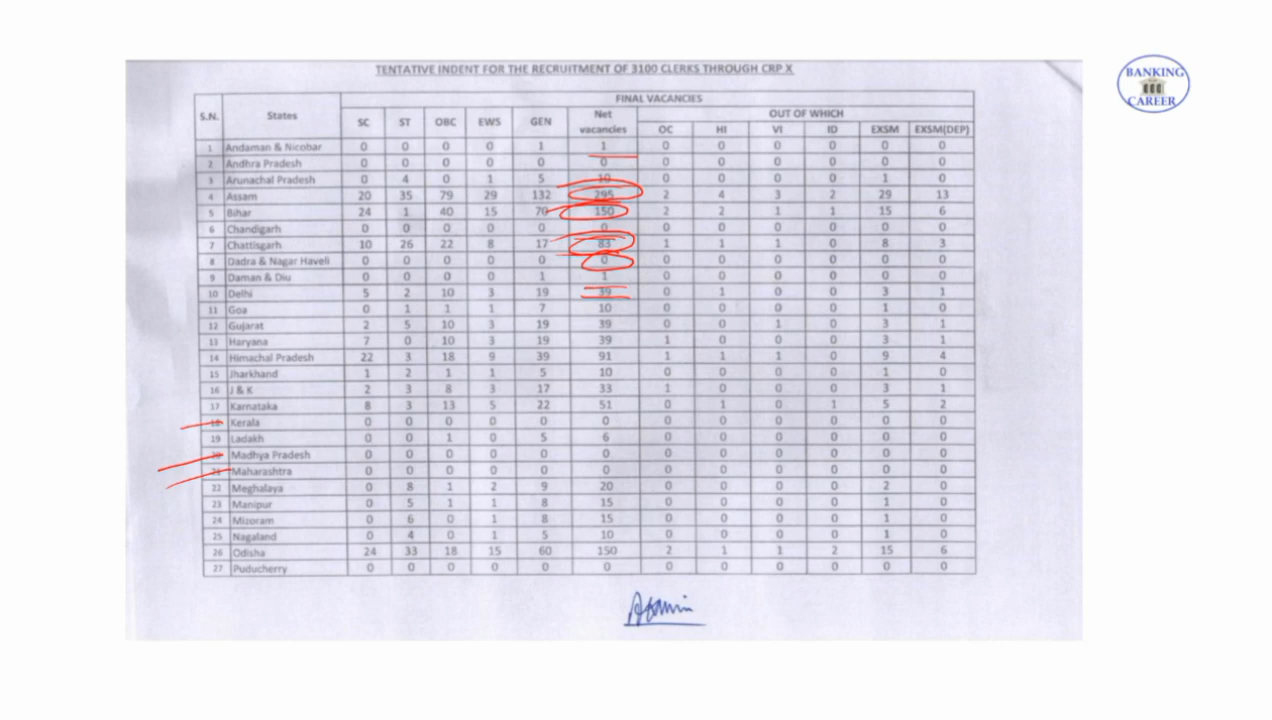 TENTATIVE INDENT FOR THE RECRUITMENT OF 3100 CLERKS THROUGH CRP X
BANKING
CAREER
S.N. States FINAL VACANCIES
SC ST OBC EWS GEN Net vacancies OUT OF WHICH
OC HI VI ID EXSM EXSM(DEP)
1 Andaman & Nicobar 0 0 0 0 1 1 0 0 0 0 0 0
2 Andhra Pradesh 0 0 0 0 0 0 0 0 0 0 0 0
3 Arunachal Pradesh 0 4 0 1 5 10 0 0 0 0 1 0
4 Assam 20 35 79 29 132 295 2 4 3 2 29 13
5 Bihar 24 1 40 15 70 150 2 2 1 1 15 6
6 Chandigarh 0 0 0 0 0 0 0 0 0 0 0 0
7 Chattisgarh 10 26 22 8 17 83 1 1 1 0 8 3
8 Dadra & Nagar Haveli 0 0 0 0 0 0 0 0 0 0 0 0
9 Daman & Diu 0 0 0 0 1 1 0 0 0 0 0 0
10 Delhi 5 2 10 3 19 39 0 1 0 0 3 1
11 Goa 0 1 1 1 7 10 0 0 0 0 1 0
12 Gujarat 2 5 10 3 19 39 0 0 1 0 3 1
13 Haryana 7 0 10 3 19 39 1 0 0 0 3 1
14 Himachal Pradesh 22 3 18 9 39 91 1 1 1 0 9 4
15 Jharkhand 1 2 1 1 5 10 0 0 0 0 1 0
16 J & K 2 3 8 3 17 33 1 0 0 0 3 1
17 Karnataka 8 3 13 5 22 51 0 1 0 1 5 2
18 Kerala 0 0 0 0 0 0 0 0 0 0 0 0
19 Ladakh 0 0 1 0 5 6 0 0 0 0 0 0
20 Madhya Pradesh 0 0 0 0 0 0 0 0 0 0 0 0
21 Maharashtra 0 0 0 0 0 0 0 0 0 0 0 0
22 Meghalaya 0 8 1 2 9 20 0 0 0 0 2 0
23 Manipur 0 5 1 1 8 15 0 0 0 0 1 0
24 Mizoram 0 6 0 1 8 15 0 0 0 0 1 0
25 Nagaland 0 4 0 1 5 10 0 0 0 0 1 0
26 Odisha 24 33 18 15 60 150 2 1 1 2 15 6
27 Puducherry 0 0 0 0 0 0 0 0 0 0 0 0